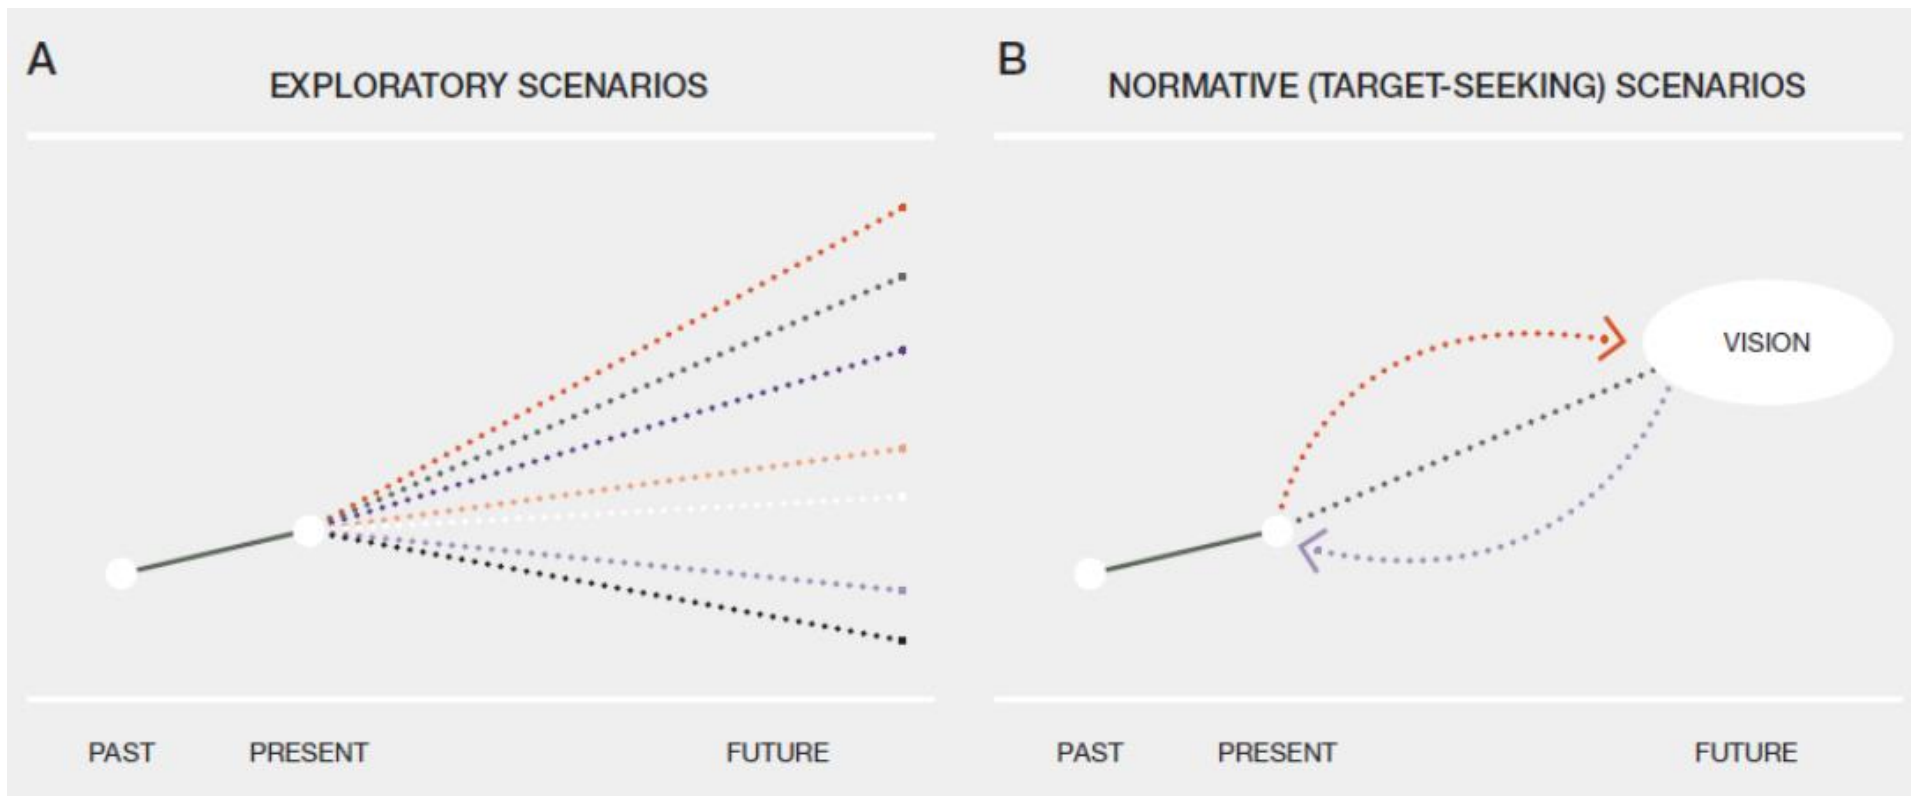 A
EXPLORATORY SCENARIOS
PAST PRESENT FUTURE
B
NORMATIVE (TARGET-SEEKING) SCENARIOS
VISION
PAST PRESENT FUTURE